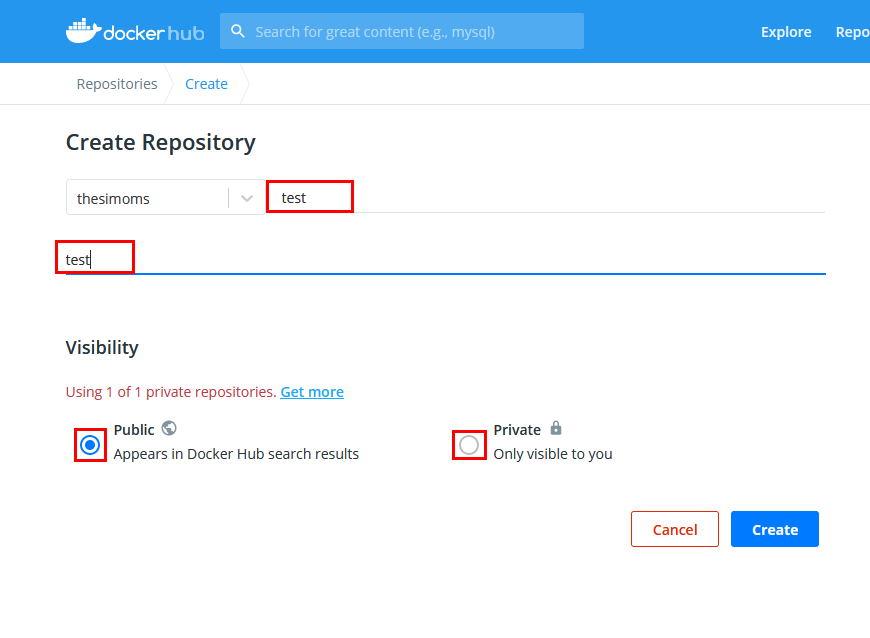 docker hub Search for great content (e.g., mysql) Explore Repo
Repositories Create
Create Repository
thesimoms test
test
Visibility
Using 1 of 1 private repositories. Get more
Public Private
Appears in Docker Hub search results Only visible to you
Cancel Create